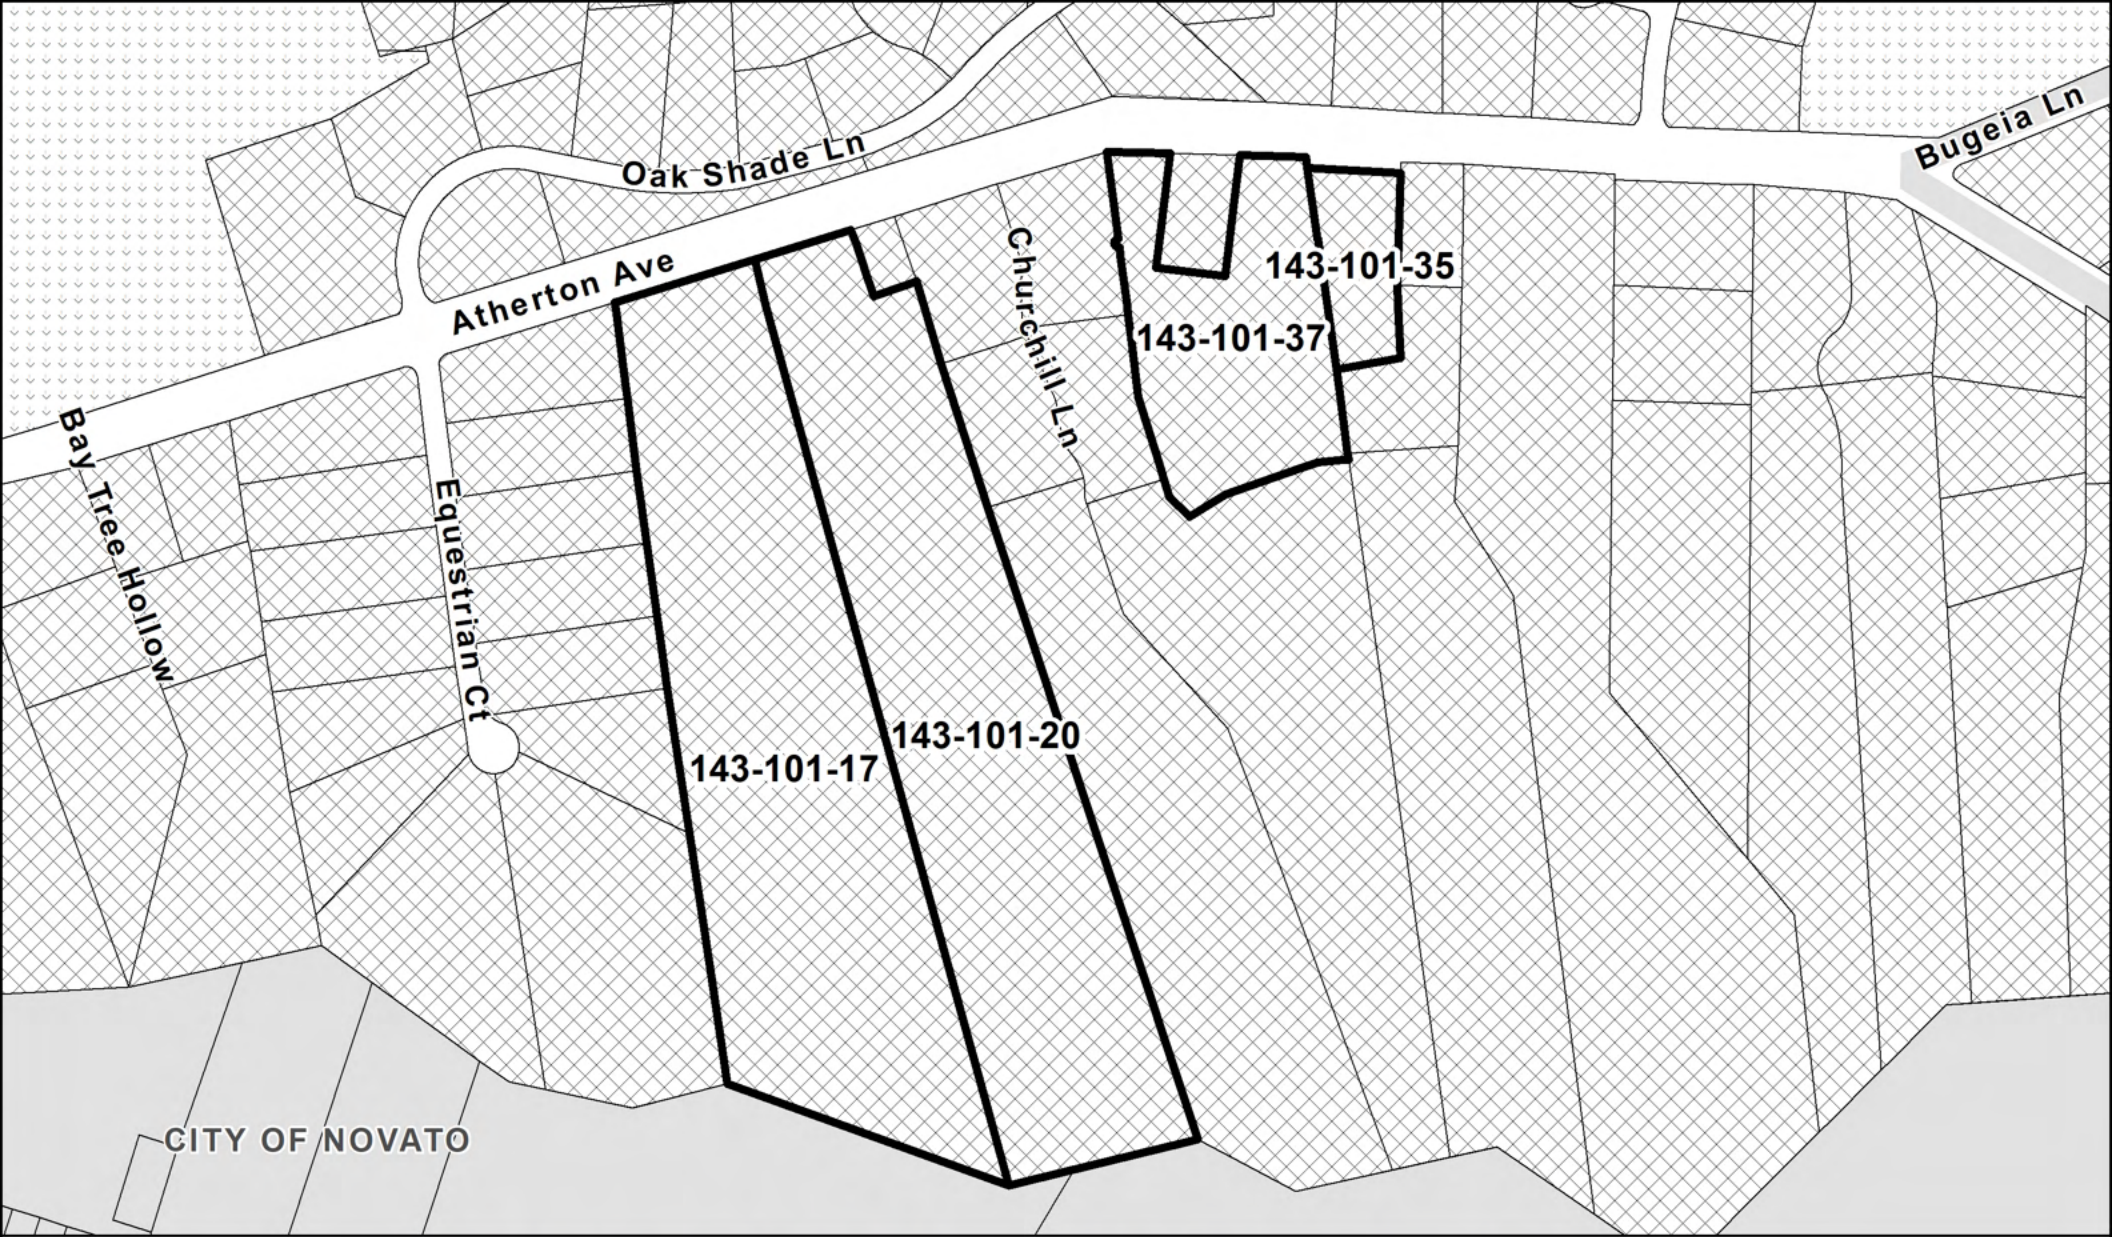 Bugeia Ln
Oak Shade Ln
Atherton Ave
Churchill Ln
143-101-35
143-101-37
Bay Tree Hollow
Equestrian Ct
143-101-20
143-101-17
CITY OF NOVATO